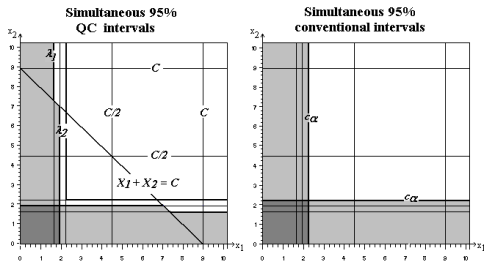 Simultaneous 95%
QC intervals
Simultaneous 95%
conventional intervals
x2
10
9
8
7
6
5
4
3
2
1
0
λ1
λ2
C
C/2
C
C/2
X1 + X2 = C
0 1 2 3 4 5 6 7 8 9 10
x1
x2
10
9
8
7
6
5
4
3
2
1
0
cα
cα
0 1 2 3 4 5 6 7 8 9 10
x1